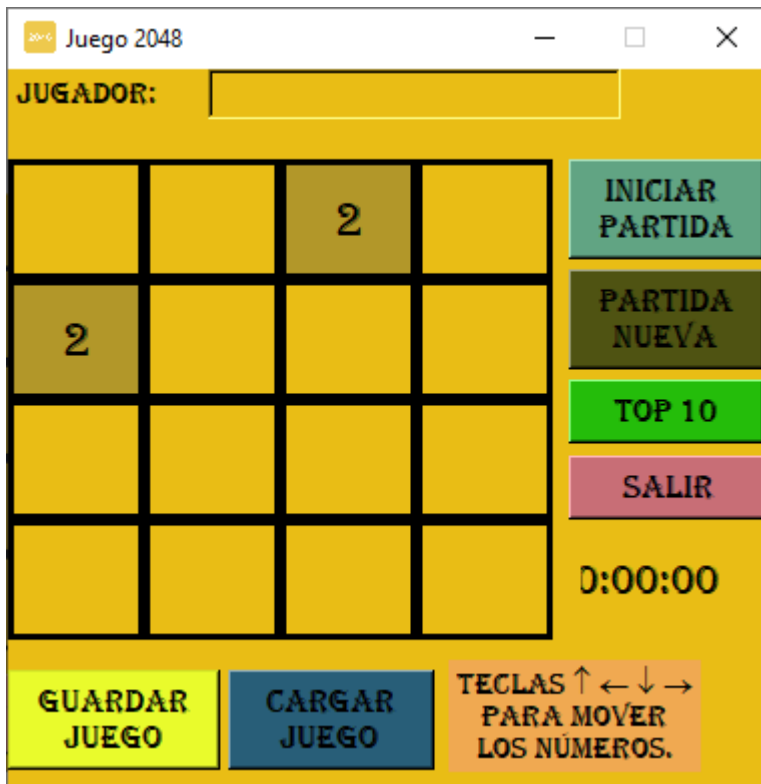 Juego 2048
JUGADOR:
2
2
INICIAR
PARTIDA
PARTIDA
NUEVA
TOP 10
SALIR
0:00:00
GUARDAR
JUEGO
CARGAR
JUEGO
TECLAS ↑ ← ↓ →
PARA MOVER
LOS NÚMEROS.